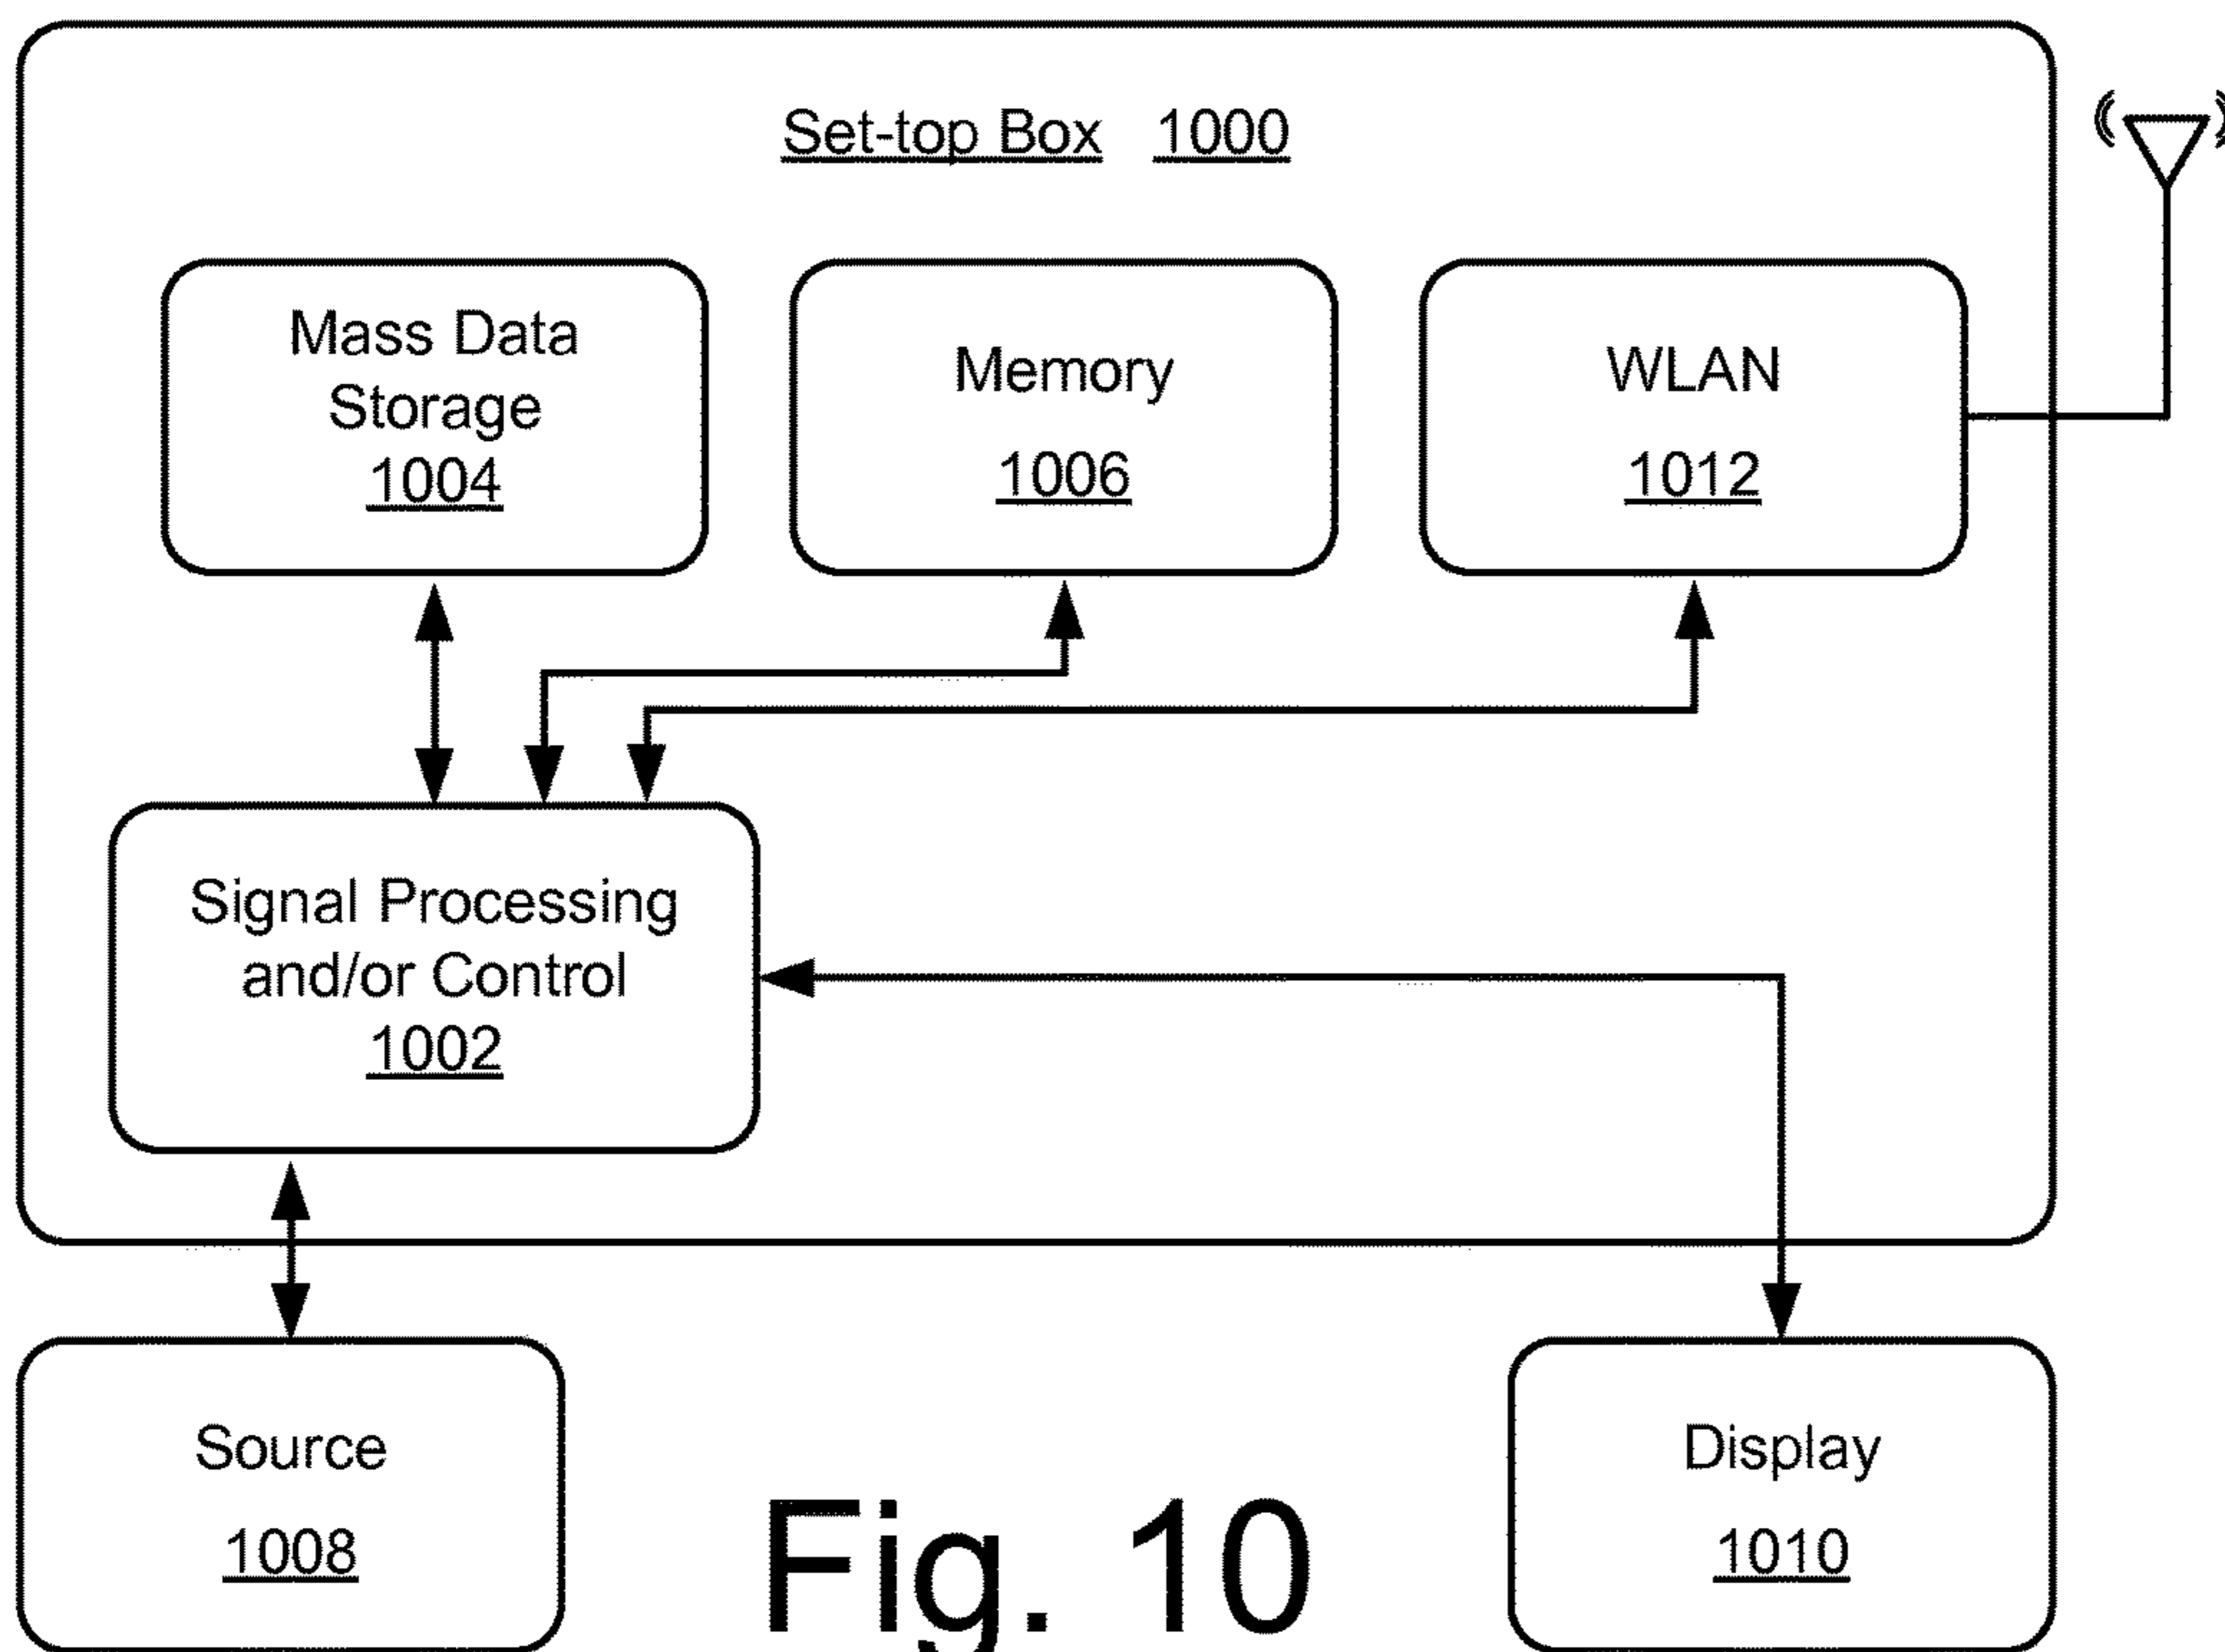 Set-top Box 1000
Mass Data
Storage
1004
Memory
1006
WLAN
1012
Signal Processing
and/or Control
1002
Source
1008
Display
1010
Fig. 10